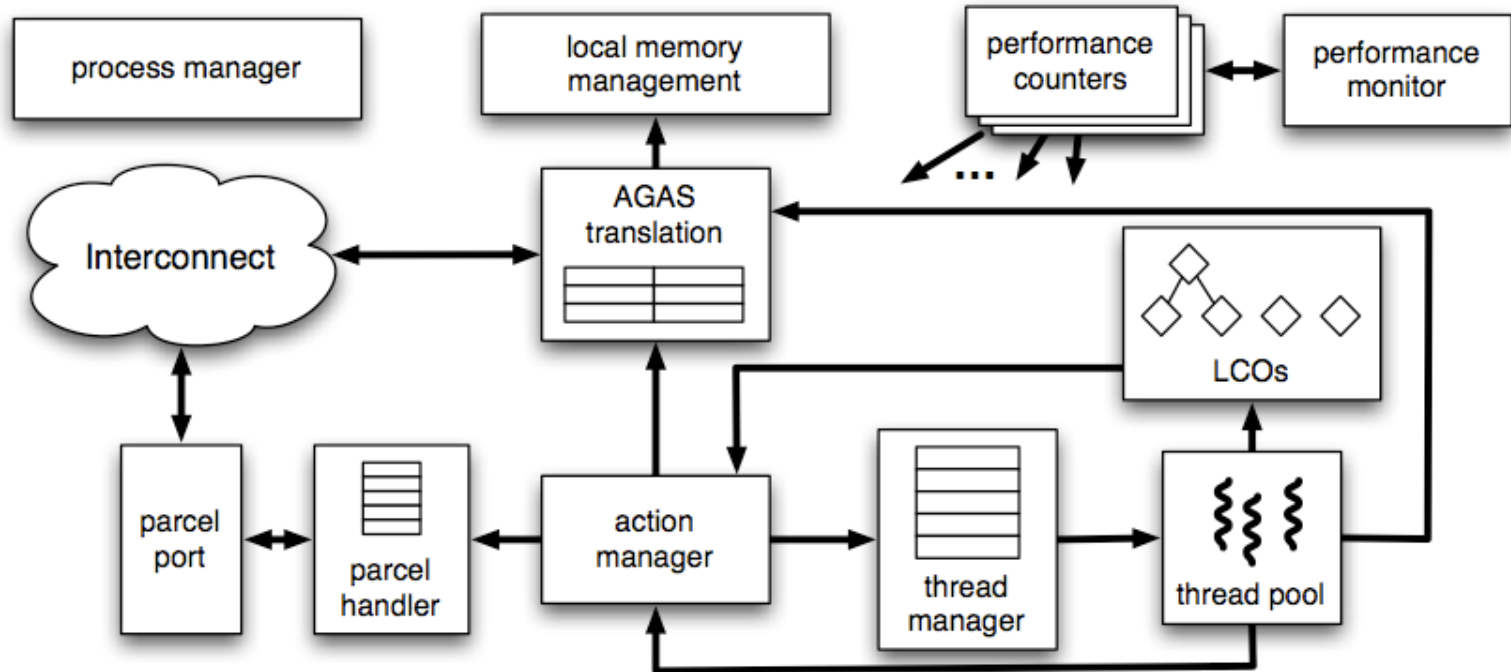 process manager
local memory
management
performance
counters
performance
monitor
...
AGAS
translation
Interconnect
LCOs
parcel
port
parcel
handler
action
manager
thread
manager
thread pool